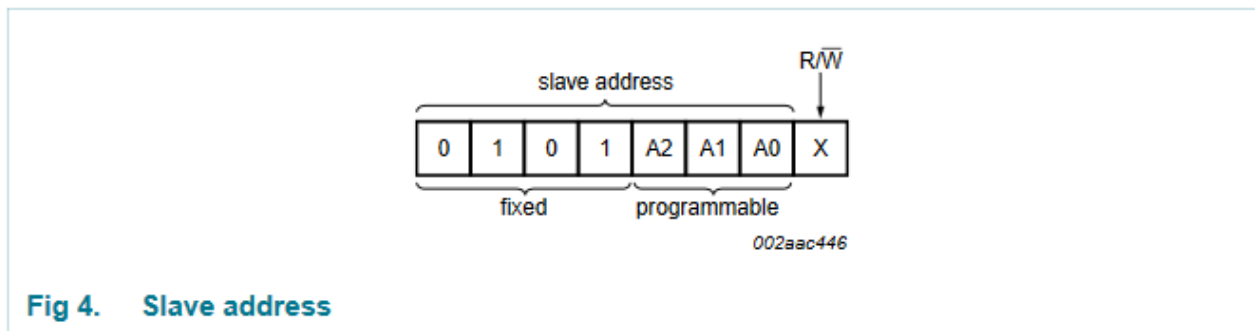 R/W̅
slave address
0 1 0 1 A2 A1 A0 X
fixed programmable
002aac446
Fig 4. Slave address